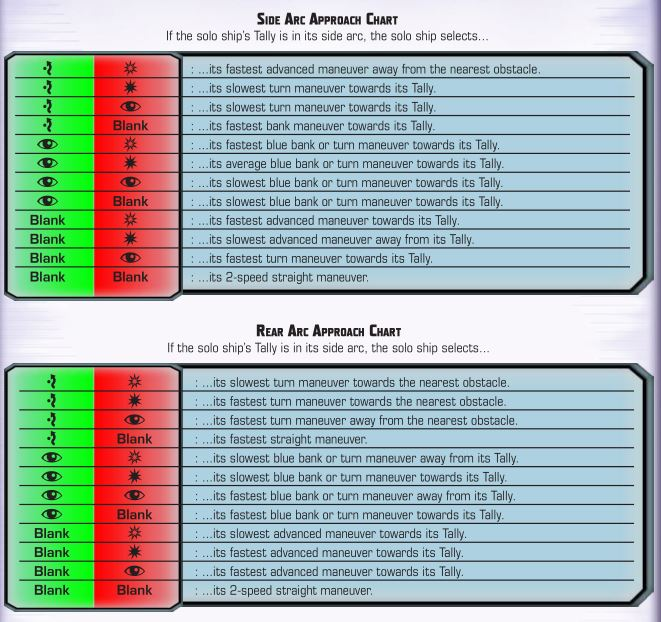 Side Arc Approach Chart
If the solo ship's Tally is in its side arc, the solo ship selects...
: ...its fastest advanced maneuver away from the nearest obstacle.
: ...its slowest turn maneuver towards its Tally.
: ...its slowest turn maneuver towards its Tally.
Blank : ...its fastest bank maneuver towards its Tally.
: ...its fastest blue bank or turn maneuver towards its Tally.
: ...its average blue bank or turn maneuver towards its Tally.
: ...its slowest blue bank or turn maneuver towards its Tally.
Blank : ...its slowest blue bank or turn maneuver towards its Tally.
Blank : ...its fastest advanced maneuver towards its Tally.
Blank : ...its slowest advanced maneuver away from its Tally.
Blank : ...its fastest turn maneuver towards its Tally.
Blank Blank : ...its 2-speed straight maneuver.
Rear Arc Approach Chart
If the solo ship's Tally is in its side arc, the solo ship selects...
: ...its slowest turn maneuver towards the nearest obstacle.
: ...its fastest turn maneuver towards the nearest obstacle.
: ...its fastest turn maneuver away from the nearest obstacle.
Blank : ...its fastest straight maneuver.
: ...its slowest blue bank or turn maneuver away from its Tally.
: ...its slowest blue bank or turn maneuver towards its Tally.
: ...its fastest blue bank or turn maneuver away from its Tally.
Blank : ...its fastest blue bank or turn maneuver towards its Tally.
Blank : ...its slowest advanced maneuver towards its Tally.
Blank : ...its fastest advanced maneuver towards its Tally.
Blank : ...its fastest advanced maneuver towards its Tally.
Blank Blank : ...its 2-speed straight maneuver.